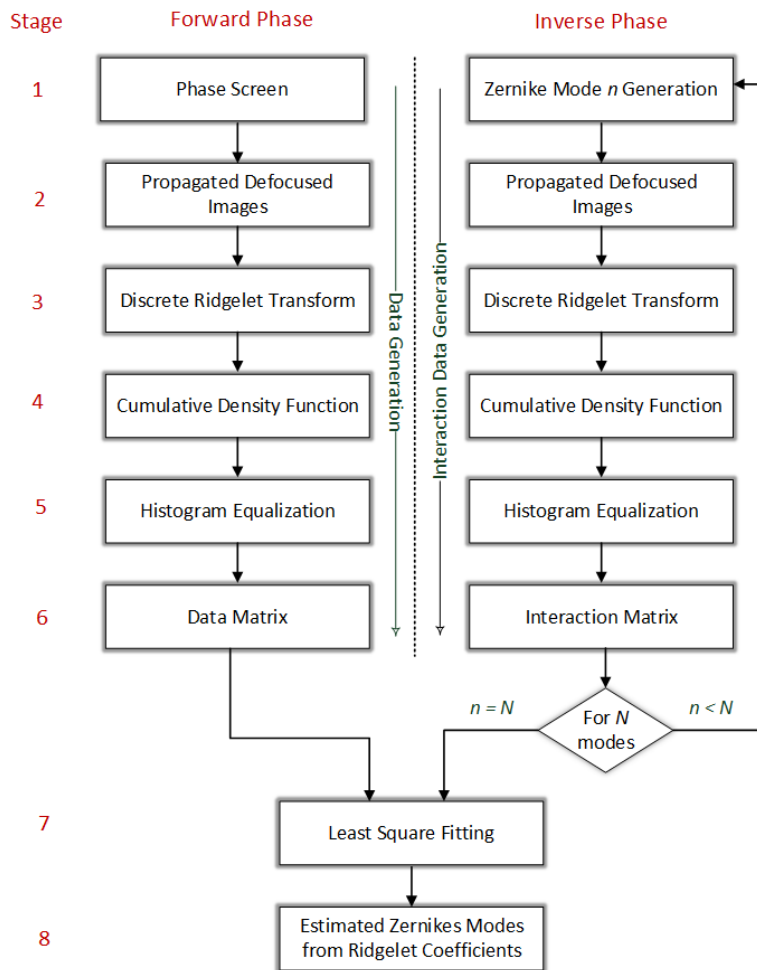 Stage
Forward Phase
Inverse Phase
1
Phase Screen
Zernike Mode n Generation
2
Propagated Defocused
Images
Propagated Defocused
Images
3
Discrete Ridgelet Transform
Discrete Ridgelet Transform
Data Generation
Interaction Data Generation
4
Cumulative Density Function
Cumulative Density Function
5
Histogram Equalization
Histogram Equalization
6
Data Matrix
Interaction Matrix
n = N
For N
modes
n < N
7
Least Square Fitting
8
Estimated Zernikes Modes
from Ridgelet Coefficients